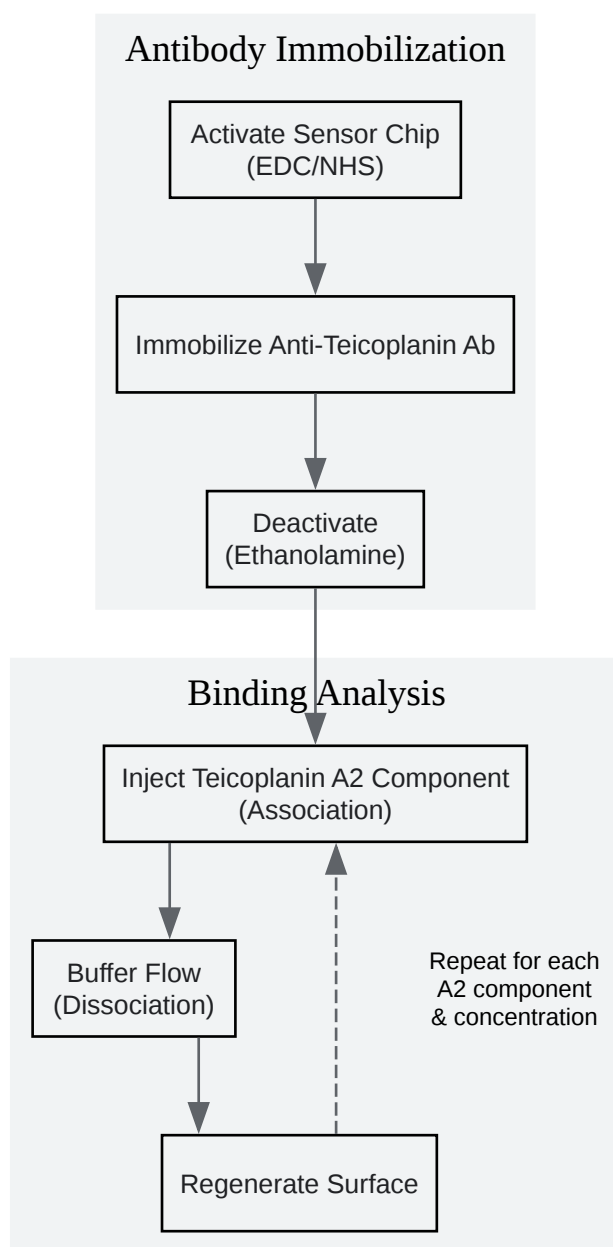 Antibody Immobilization
Activate Sensor Chip
(EDC/NHS)
Immobilize Anti-Teicoplanin Ab
Deactivate
(Ethanolamine)
Binding Analysis
Inject Teicoplanin A2 Component
(Association)
Buffer Flow
(Dissociation)
Repeat for each
A2 component
& concentration
Regenerate Surface